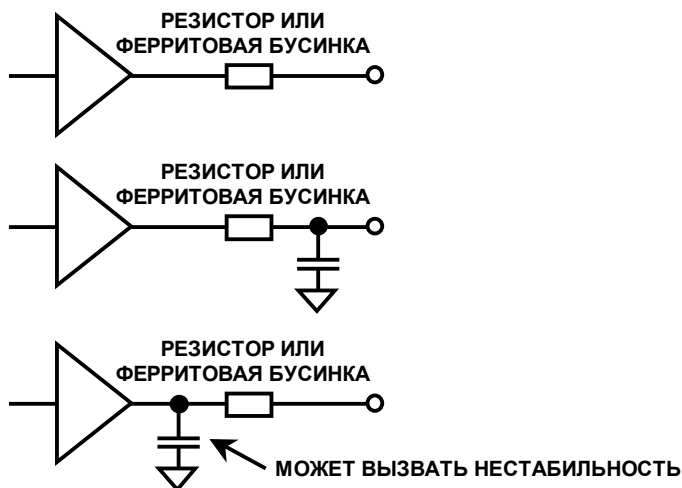 РЕЗИСТОР ИЛИ
ФЕРРИТОВАЯ БУСИНКА
РЕЗИСТОР ИЛИ
ФЕРРИТОВАЯ БУСИНКА
РЕЗИСТОР ИЛИ
ФЕРРИТОВАЯ БУСИНКА
МОЖЕТ ВЫЗВАТЬ НЕСТАБИЛЬНОСТЬ